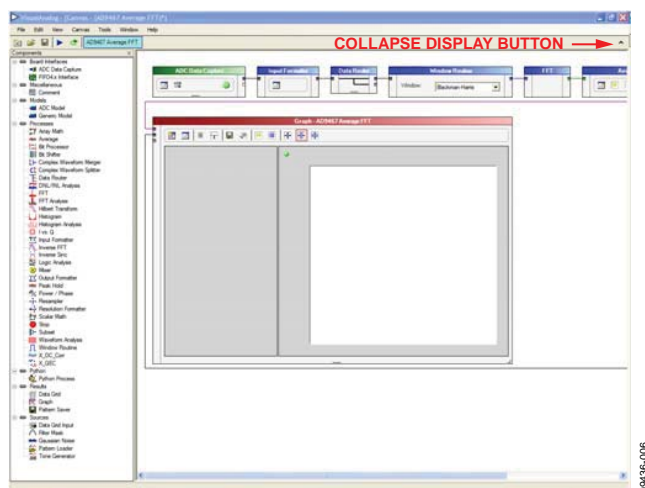 VisualAnalog - [Canvas - [AD9467 Average FFT]*]
File Edit View Canvas Tools Window Help
AD9467 Average FFT
COLLAPSE DISPLAY BUTTON
Components
Board Interfaces
ADC Data Capture
FIFO4.x Interface
Miscellaneous
Comment
Models
ADC Model
Generic Model
Processes
Array Math
Average
Bit Processor
Bit Shifter
Complex Waveform Merger
Complex Waveform Splitter
Data Router
DNL/INL Analysis
FFT
FFT Analysis
Hilbert Transform
Histogram
Histogram Analysis
I vs. Q
Input Formatter
Inverse FFT
Inverse Sinc
Logic Analysis
Mixer
Output Formatter
Peak Hold
Power / Phase
Resampler
Resolution Formatter
Scalar Math
Stop
Subset
Waveform Analysis
Window Routine
X_DC_Corr
X_QEC
Python
Python Process
Results
Data Grid
Graph
Pattern Saver
Sources
Data Grid Input
Filter Mask
Gaussian Noise
Pattern Loader
Tone Generator
ADC Data Capture
Input Formatter
Data Router
Window Routine
Window:
Blackman Harris
FFT
Graph - AD9467 Average FFT
09436-006